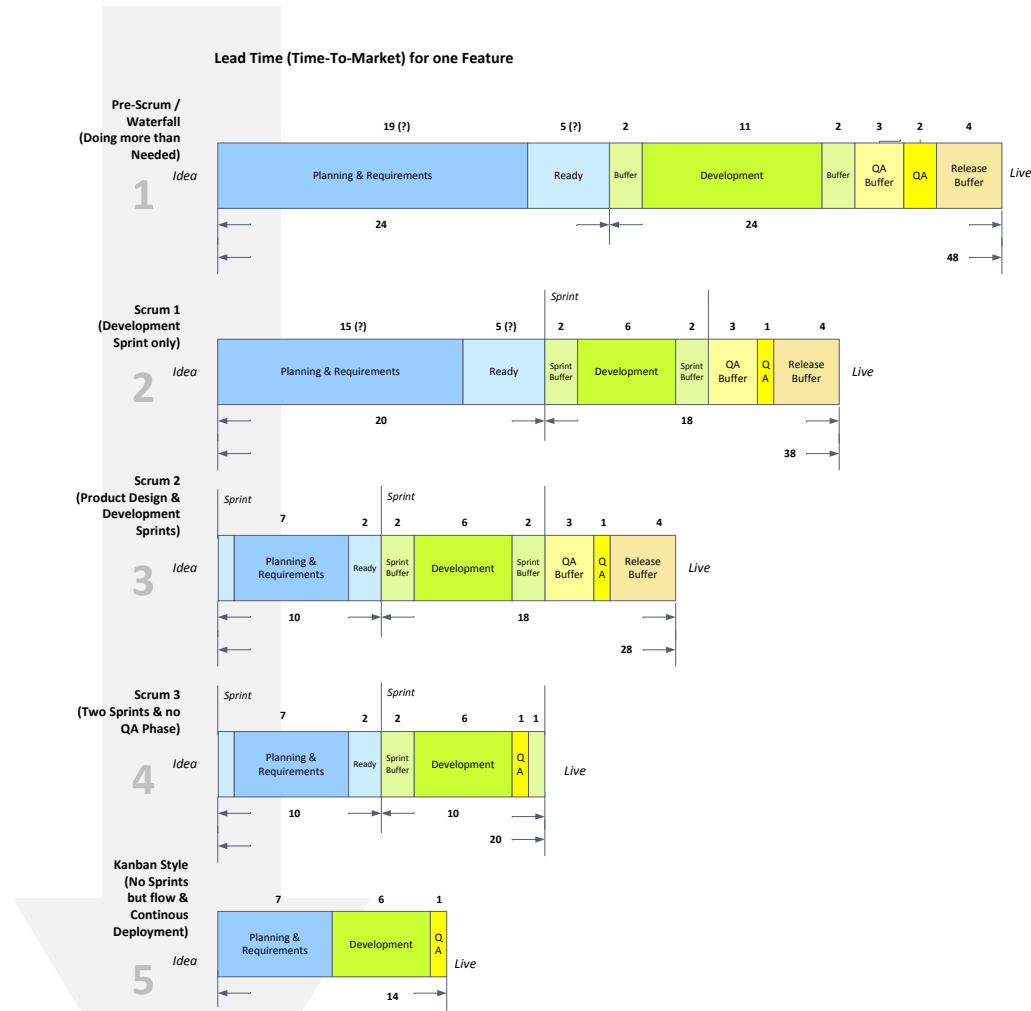 Lead Time (Time-To-Market) for one Feature
Pre-Scrum /
Waterfall
(Doing more than
Needed)
1
Idea
19 (?)
5 (?)
2
11
2
3
2
4
Planning & Requirements
Ready
Buffer
Development
Buffer
QA
Buffer
QA
Release
Buffer
Live
24
24
48
Scrum 1
(Development
Sprint only)
2
Idea
Sprint
15 (?)
5 (?)
2
6
2
3
1
4
Planning & Requirements
Ready
Sprint
Buffer
Development
Sprint
Buffer
QA
Buffer
Q
A
Release
Buffer
Live
20
18
38
Scrum 2
(Product Design &
Development
Sprints)
3
Idea
Sprint
Sprint
7
2
2
6
2
3
1
4
Planning &
Requirements
Ready
Sprint
Buffer
Development
Sprint
Buffer
QA
Buffer
Q
A
Release
Buffer
Live
10
18
28
Scrum 3
(Two Sprints & no
QA Phase)
4
Idea
Sprint
Sprint
7
2
2
6
1
1
Planning &
Requirements
Ready
Sprint
Buffer
Development
Q
A
Live
10
10
20
Kanban Style
(No Sprints
but flow &
Continous
Deployment)
5
Idea
7
6
1
Planning &
Requirements
Development
Q
A
Live
14